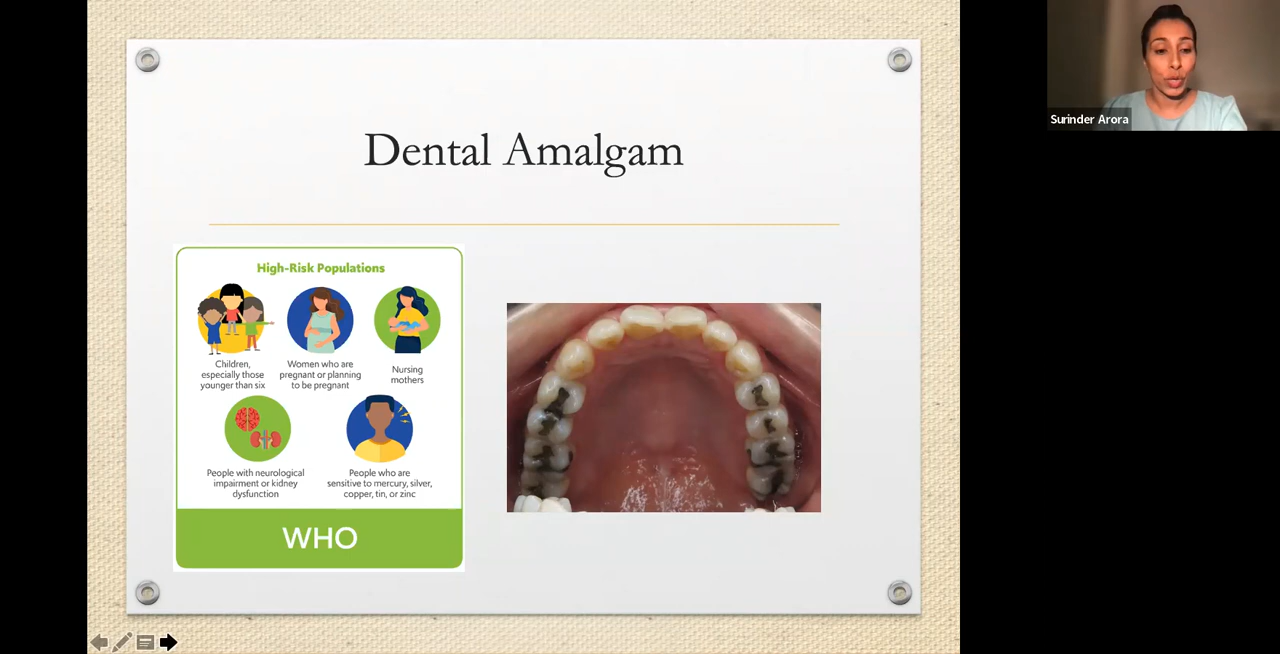 Dental Amalgam
High-Risk Populations
Children,
especially those
younger than six
Women who are
pregnant or planning
to be pregnant
Nursing
mothers
People with neurological
impairment or kidney
dysfunction
People who are
sensitive to mercury, silver,
copper, tin, or zinc
WHO
Surinder Arora